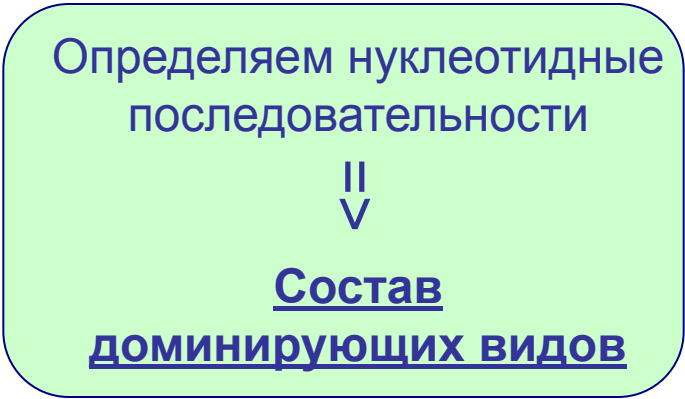 Определяем нуклеотидные
последовательности
=>
Состав
доминирующих видов